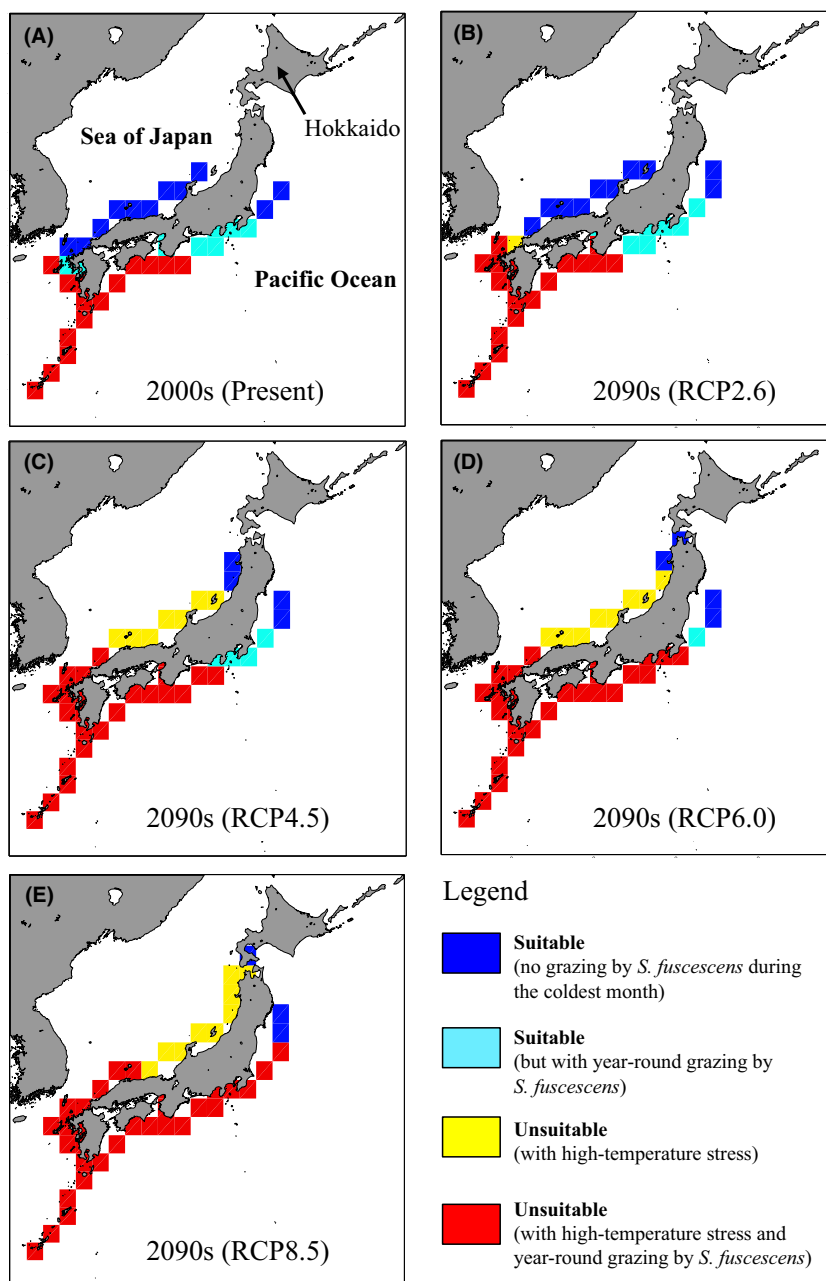 (A)
Hokkaido
Sea of Japan
Pacific Ocean
2000s (Present)
(B)
2090s (RCP2.6)
(C)
2090s (RCP4.5)
(D)
2090s (RCP6.0)
(E)
2090s (RCP8.5)
Legend
Suitable
(no grazing by S. fuscescens during
the coldest month)
Suitable
(but with year-round grazing by
S. fuscescens)
Unsuitable
(with high-temperature stress)
Unsuitable
(with high-temperature stress and
year-round grazing by S. fuscescens)